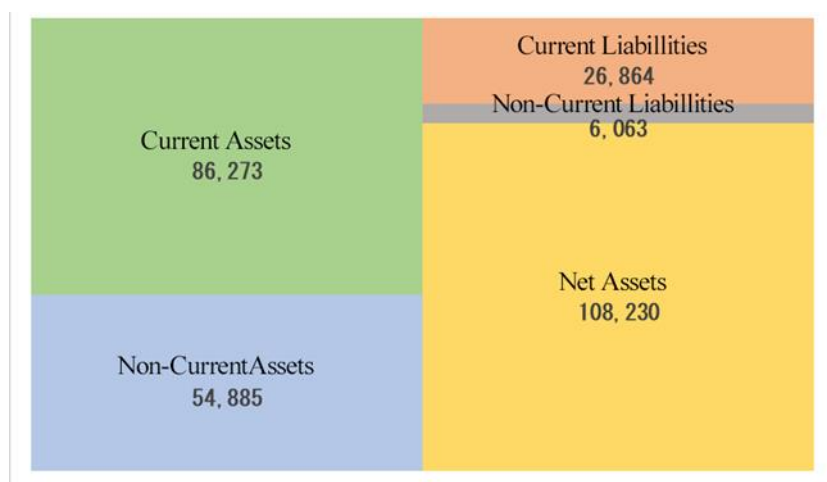 Current Assets
86, 273
Non-CurrentAssets
54, 885
Current Liabillities
26, 864
Non-Current Liabillities
6, 063
Net Assets
108, 230